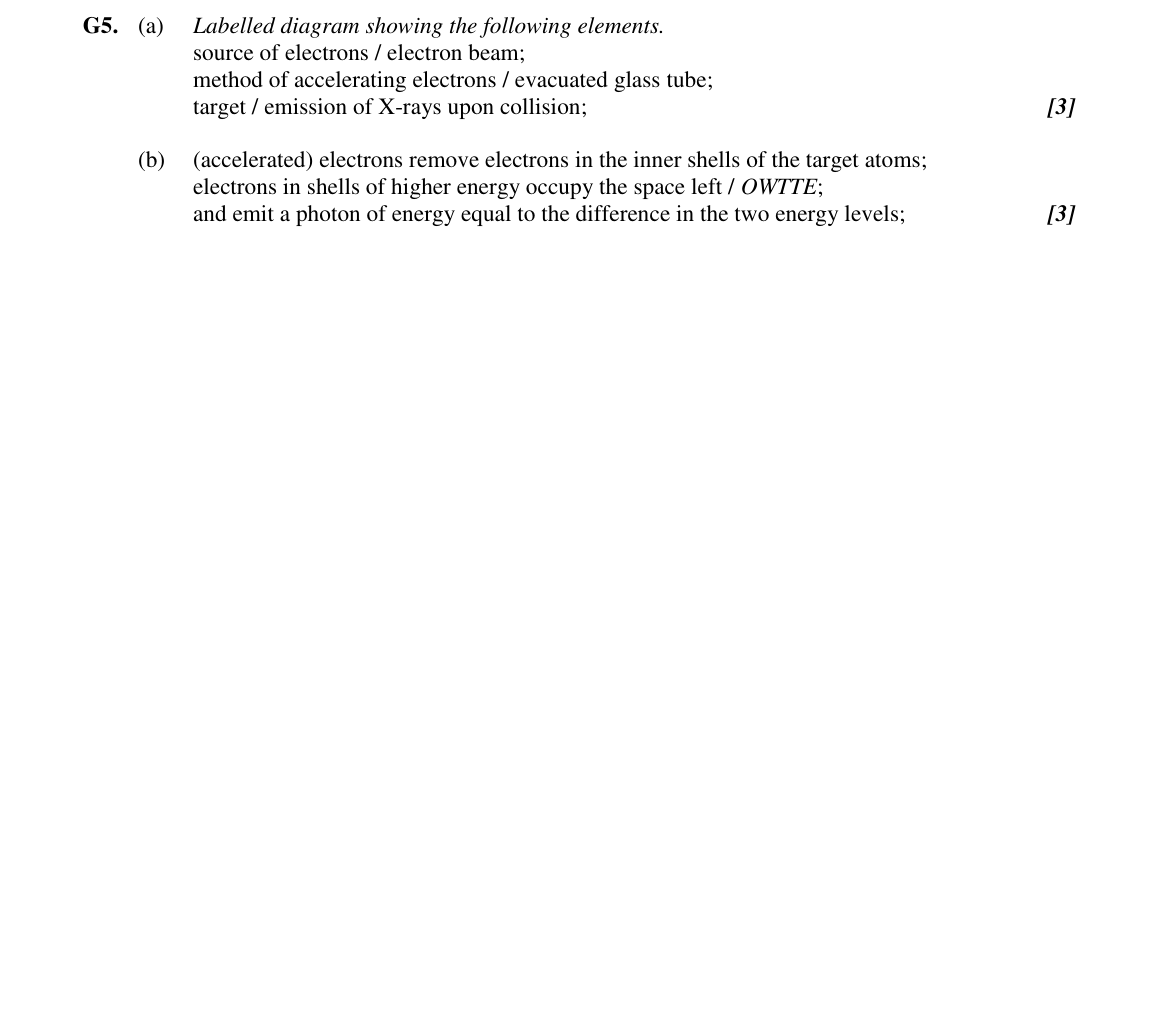 G5. (a) Labelled diagram showing the following elements.
source of electrons / electron beam;
method of accelerating electrons / evacuated glass tube;
target / emission of X-rays upon collision; [3]
(b) (accelerated) electrons remove electrons in the inner shells of the target atoms;
electrons in shells of higher energy occupy the space left / OWTTE;
and emit a photon of energy equal to the difference in the two energy levels; [3]